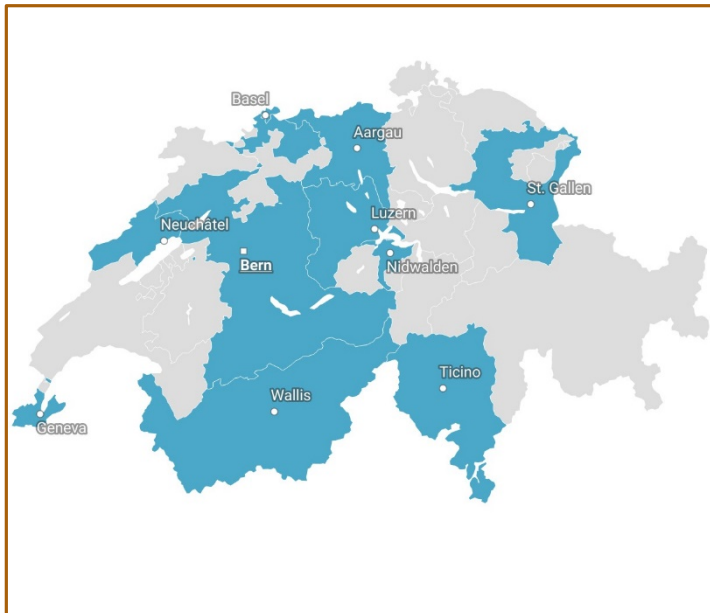 Basel
Aargau
St. Gallen
Luzern
Neuchâtel
Nidwalden
Bern
Ticino
Wallis
Geneva